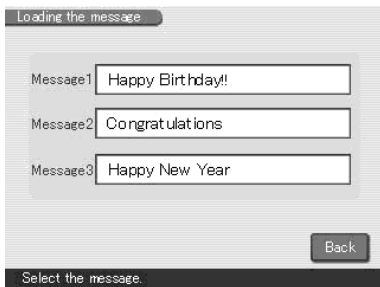 Loading the message
Message1 Happy Birthday!!
Message2 Congratulations
Message3 Happy New Year
Back
Select the message.